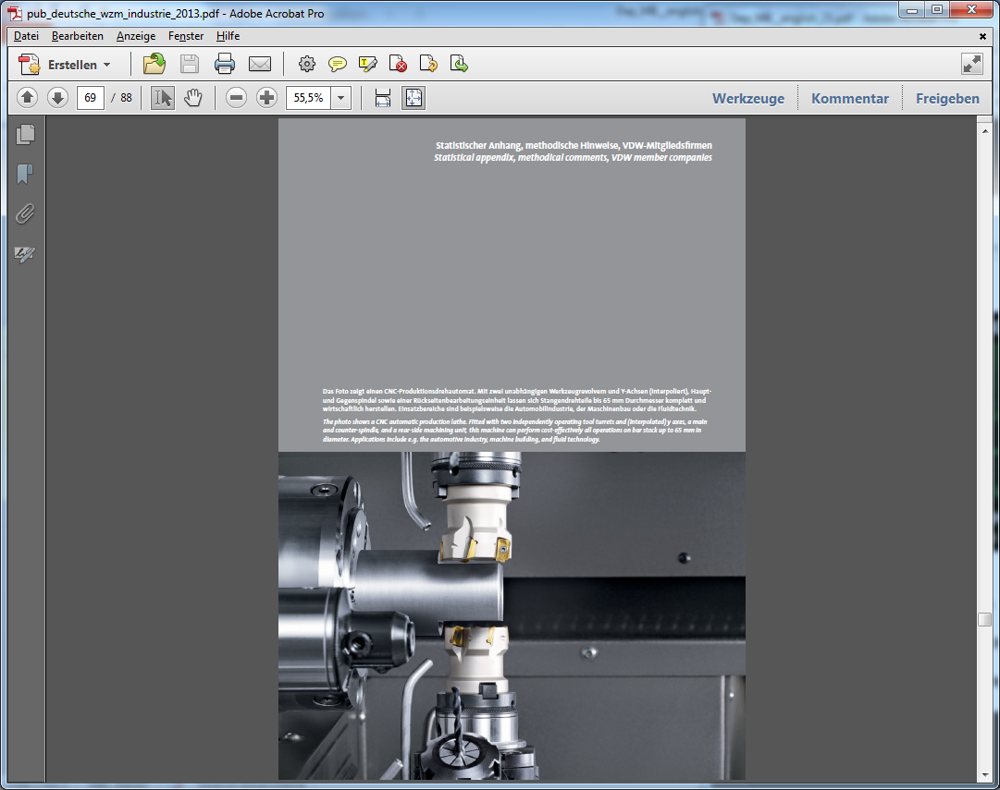 pub_deutsche_wzm_industrie_2013.pdf - Adobe Acrobat Pro
Datei Bearbeiten Anzeige Fenster Hilfe
Erstellen
69 / 88 55,5% Werkzeuge Kommentar Freigeben
Statistischer Anhang, methodische Hinweise, VDW-Mitgliedsfirmen
Statistical appendix, methodical comments, VDW member companies
Das Foto zeigt einen CNC-Produktionsdrehautomat. Mit zwei unabhängigen Werkzeugrevolvern und Y-Achsen (interpoliert), Haupt-
und Gegenspindel sowie einer Rückseitenbearbeitungseinheit lassen sich Stangendrehteile bis 65 mm Durchmesser komplett und
wirtschaftlich herstellen. Einsatzbereiche sind beispielsweise die Automobilindustrie, der Maschinenbau oder die Fluidtechnik.
The photo shows a CNC automatic production lathe. Fitted with two independently operating tool turrets and (interpolated) y axes, a main
and counter-spindle, and a rear-side machining unit, this machine can perform cost-effectively all operations on bar stock up to 65 mm in
diameter. Applications include e.g. the automotive industry, machine building, and fluid technology.